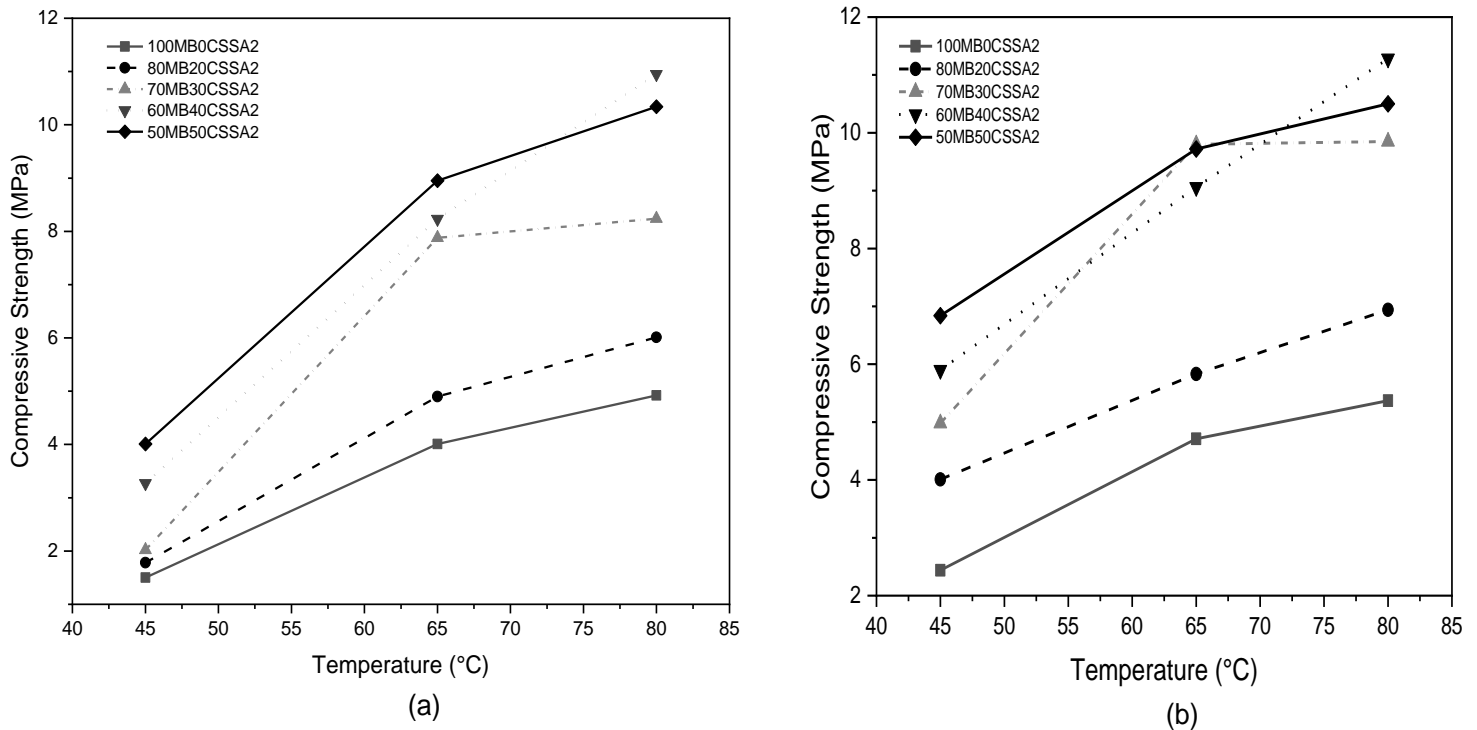 12
10
8
6
4
2
Compressive Strength (MPa)
100MB0CSSA2
80MB20CSSA2
70MB30CSSA2
60MB40CSSA2
50MB50CSSA2
40 45 50 55 60 65 70 75 80 85
Temperature (°C)
(a)
12
10
8
6
4
2
Compressive Strength (MPa)
100MB0CSSA2
80MB20CSSA2
70MB30CSSA2
60MB40CSSA2
50MB50CSSA2
40 45 50 55 60 65 70 75 80 85
Temperature (°C)
(b)